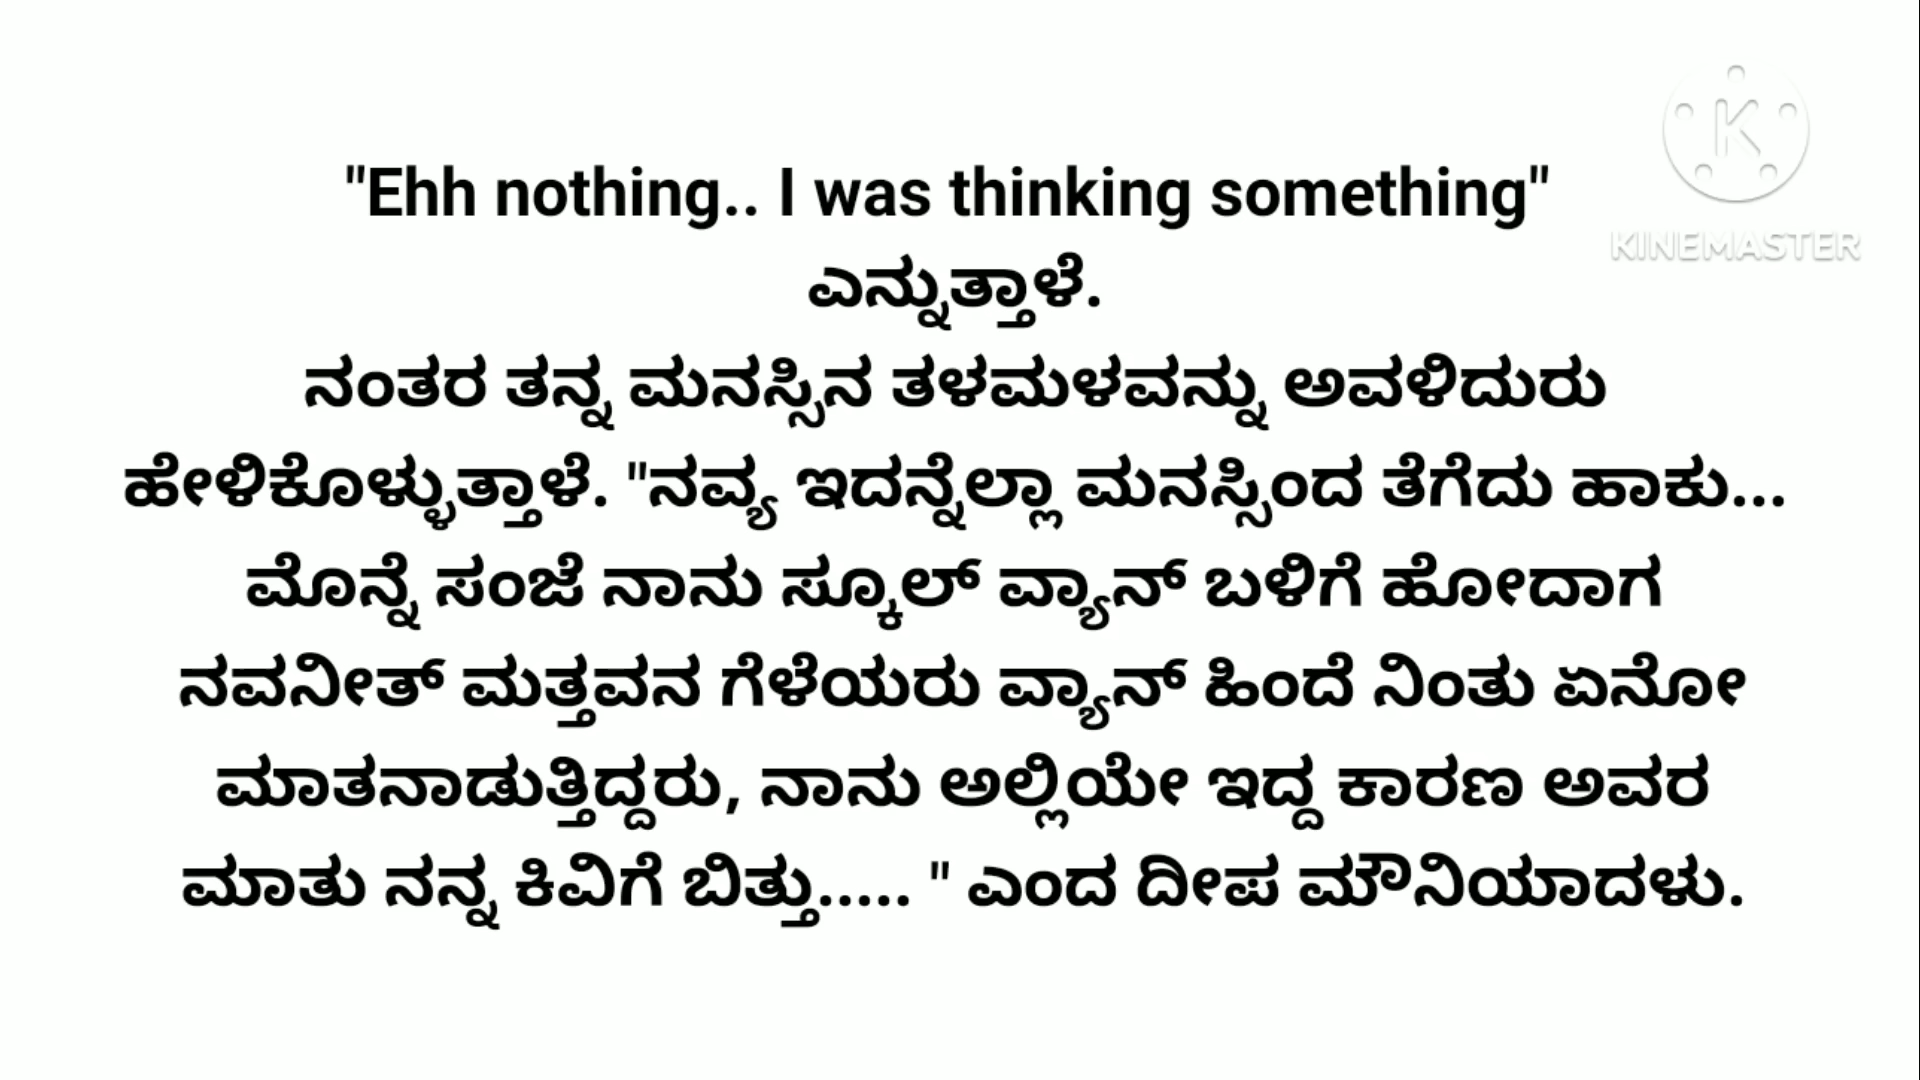 "Ehh nothing.. I was thinking something"
ಎನ್ನುತ್ತಾಳೆ.
ನಂತರ ತನ್ನ ಮನಸ್ಸಿನ ತಳಮಳವನ್ನು ಅವಳಿದುರು
ಹೇಳಿಕೊಳ್ಳುತ್ತಾಳೆ. "ನವ್ಯ ಇದನ್ನೆಲ್ಲಾ ಮನಸ್ಸಿಂದ ತೆಗೆದು ಹಾಕು...
ಮೊನ್ನೆ ಸಂಜೆ ನಾನು ಸ್ಕೂಲ್ ವ್ಯಾನ್ ಬಳಿಗೆ ಹೋದಾಗ
ನವನೀತ್ ಮತ್ತವನ ಗೆಳೆಯರು ವ್ಯಾನ್ ಹಿಂದೆ ನಿಂತು ಏನೋ
ಮಾತನಾಡುತ್ತಿದ್ದರು, ನಾನು ಅಲ್ಲಿಯೇ ಇದ್ದ ಕಾರಣ ಅವರ
ಮಾತು ನನ್ನ ಕಿವಿಗೆ ಬಿತ್ತು..... " ಎಂದ ದೀಪ ಮೌನಿಯಾದಳು.
K
KINEMASTER